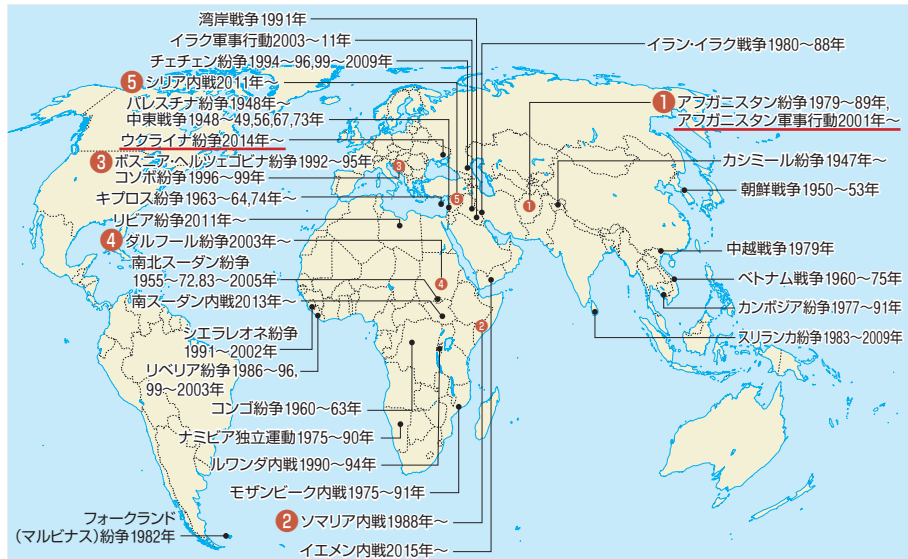 湾岸戦争1991年
イラク軍事行動2003～11年
イラン・イラク戦争1980～88年
チェチェン紛争1994～96,99～2009年
5 シリア内戦2011年～
パレスチナ紛争1948年～
中東戦争1948～49,56,67,73年
ウクライナ紛争2014年～
3 ボスニア・ヘルツェゴビナ紛争1992～95年
コソボ紛争1996～99年
キプロス紛争1963～64,74年～
リビア紛争2011年～
4 ダルフール紛争2003年～
南北スーダン紛争
1955～72,83～2005年
南スーダン内戦2013年～
シエラレオネ紛争
1991～2002年
リベリア紛争1986～96,
99～2003年
コンゴ紛争1960～63年
ナミビア独立運動1975～90年
ルワンダ内戦1990～94年
モザンビーク内戦1975～91年
フォークランド
(マルビナス)紛争1982年
2 ソマリア内戦1988年～
イエメン内戦2015年～
1 アフガニスタン紛争1979～89年,
アフガニスタン軍事行動2001年～
カシミール紛争1947年～
朝鮮戦争1950～53年
中越戦争1979年
ベトナム戦争1960～75年
カンボジア紛争1977～91年
スリランカ紛争1983～2009年
3
5
1
4
2